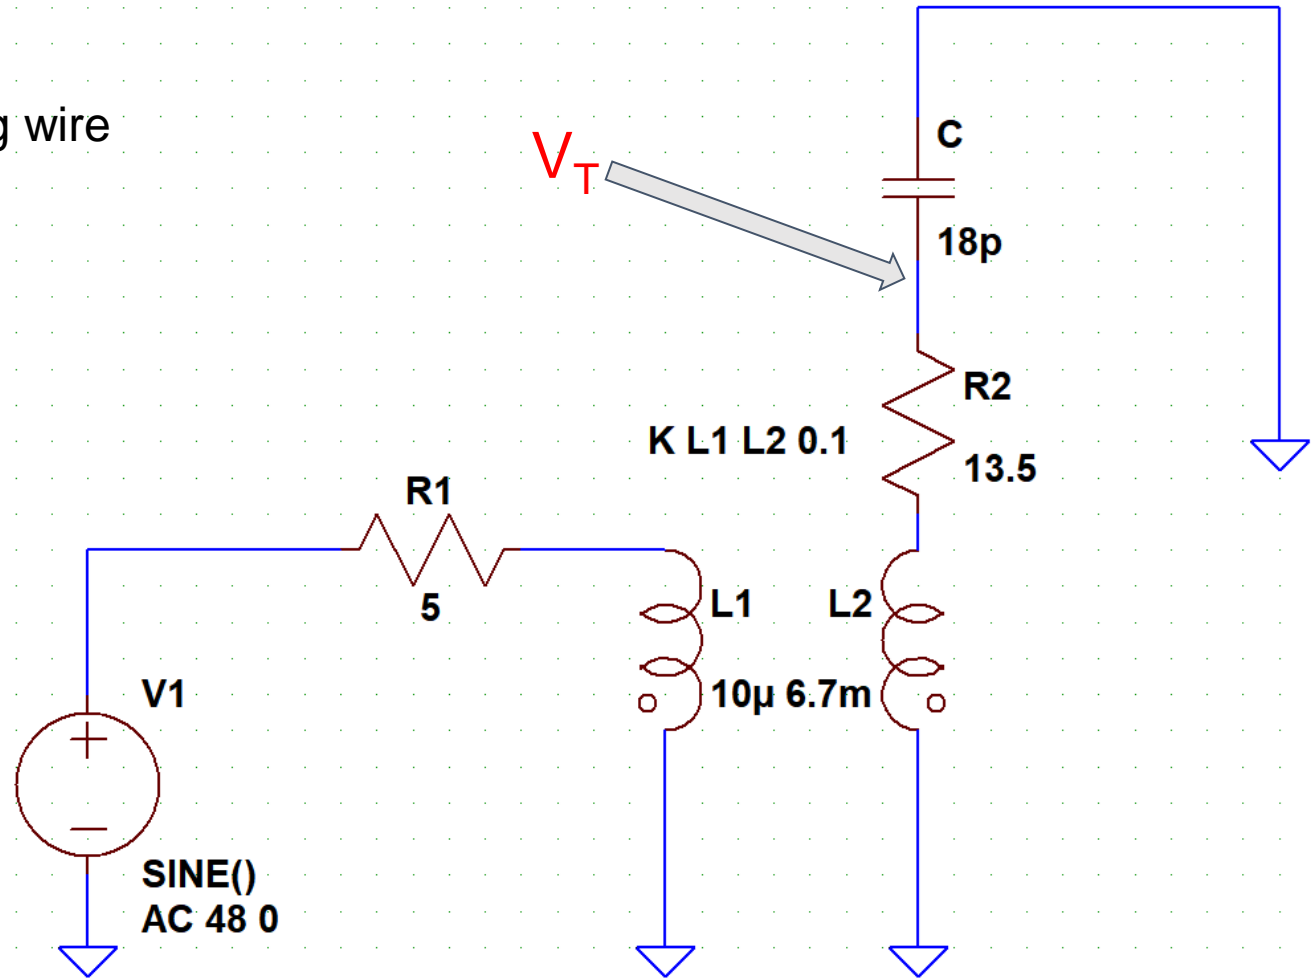 g wire
V_T
C
18p
R2
K L1 L2 0.1
13.5
R1
5
L1
L2
10µ 6.7m
V1
SINE()
AC 48 0